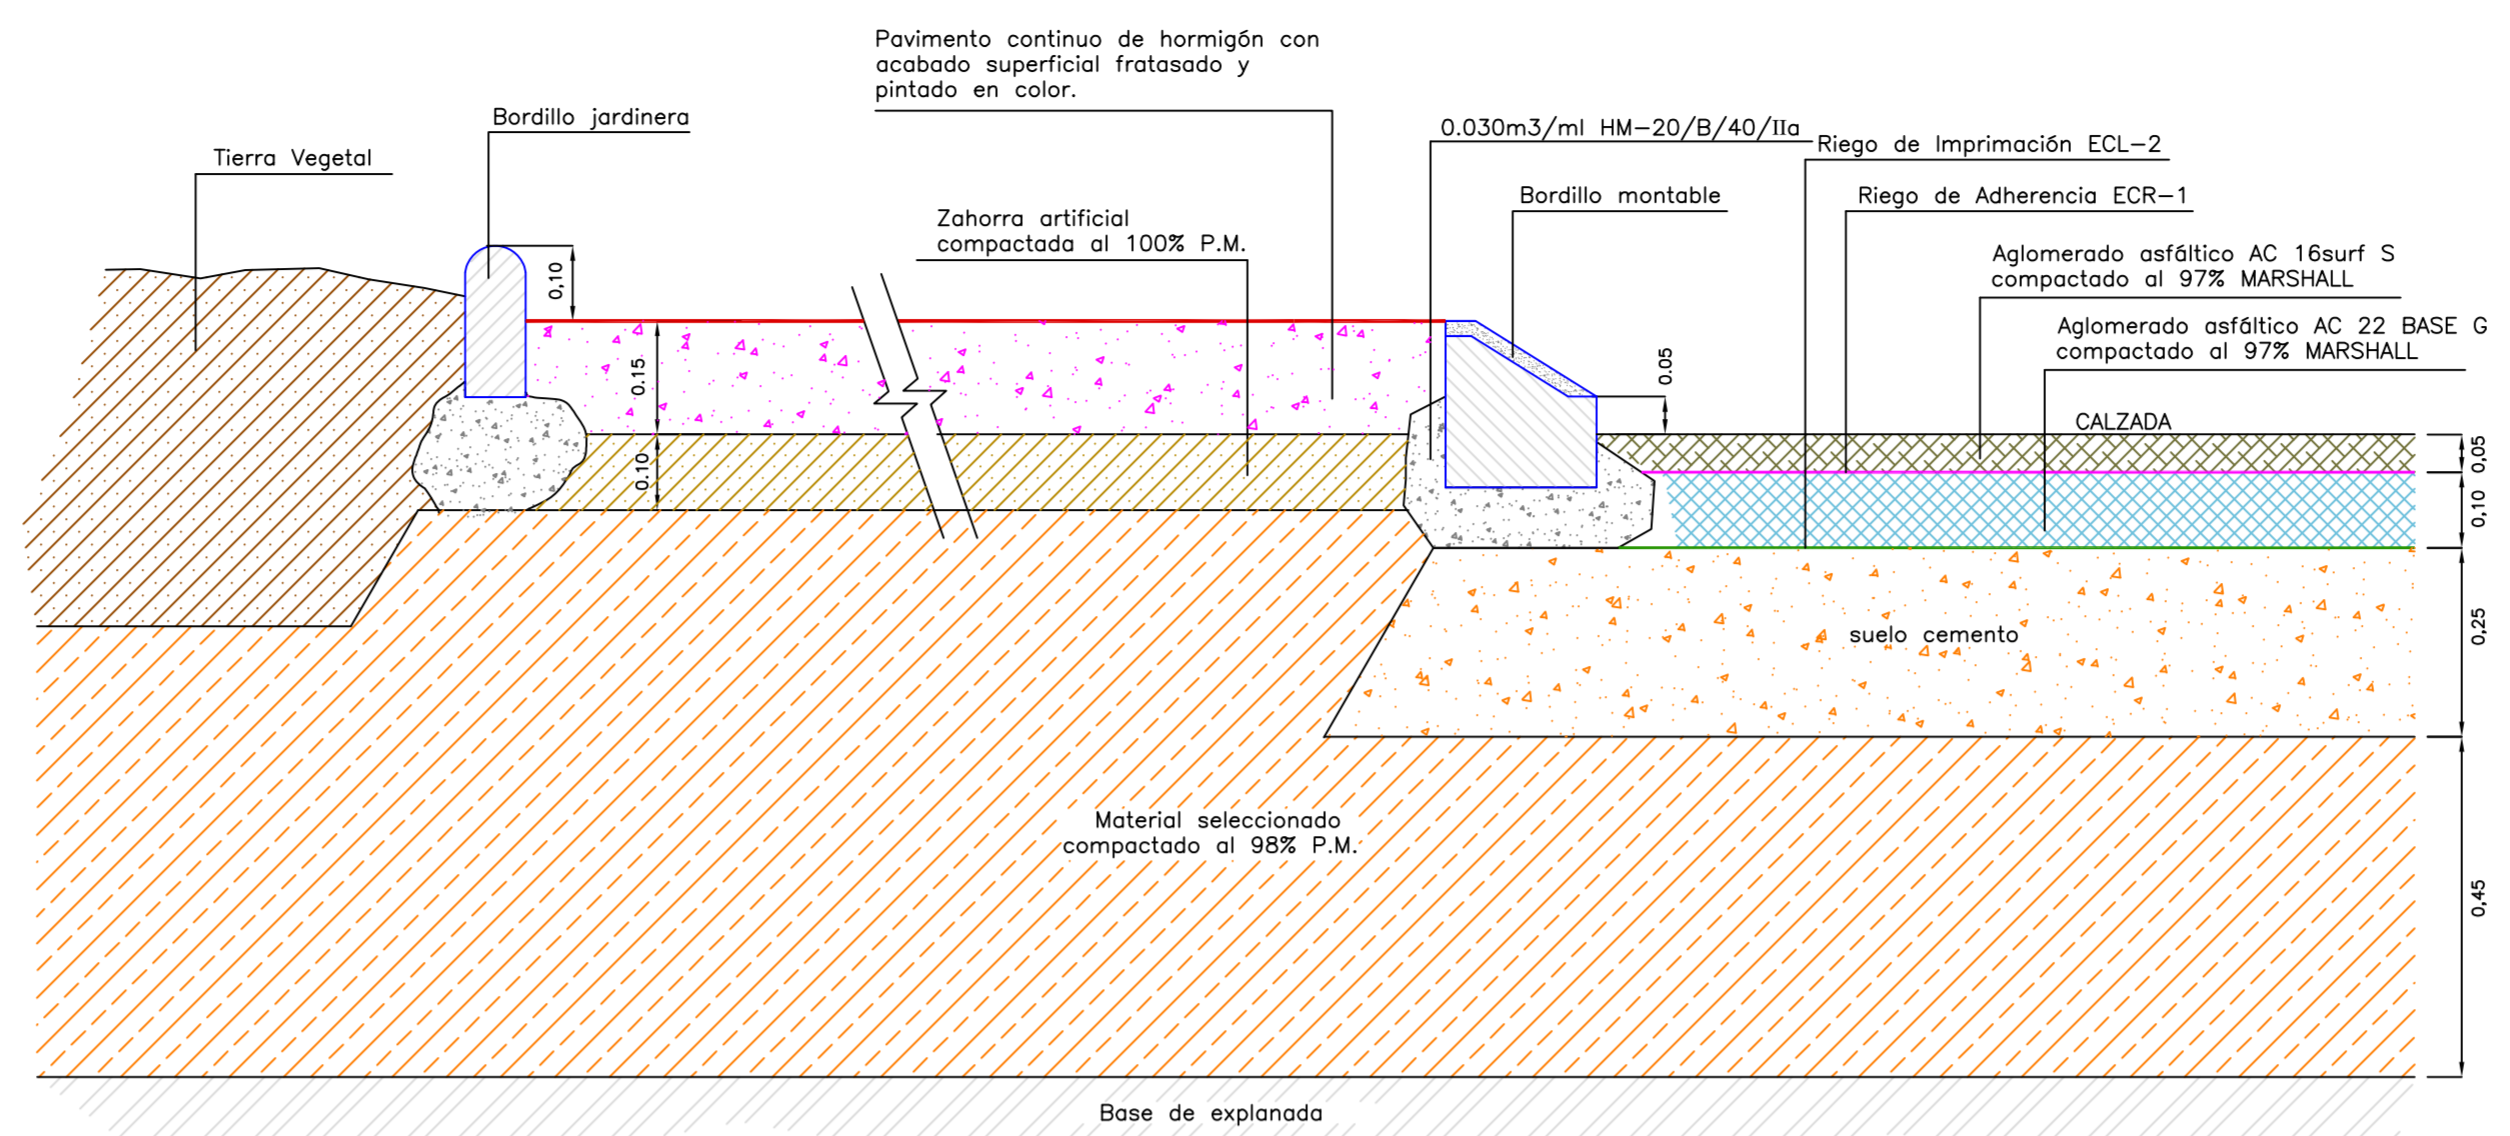 Pavimento continuo de hormigón con
acabado superficial fratasado y
pintado en color.
Bordillo jardinera
Tierra Vegetal
0.030m3/ml HM-20/B/40/IIa
Riego de Imprimación ECL-2
Bordillo montable
Riego de Adherencia ECR-1
Zahorra artificial
compactada al 100% P.M.
Aglomerado asfáltico AC 16surf S
compactado al 97% MARSHALL
Aglomerado asfáltico AC 22 BASE G
compactado al 97% MARSHALL
0,10
0.15
0.10
0.05
CALZADA
0,05
0,10
0,25
suelo cemento
Material seleccionado
compactado al 98% P.M.
0,45
Base de explanada